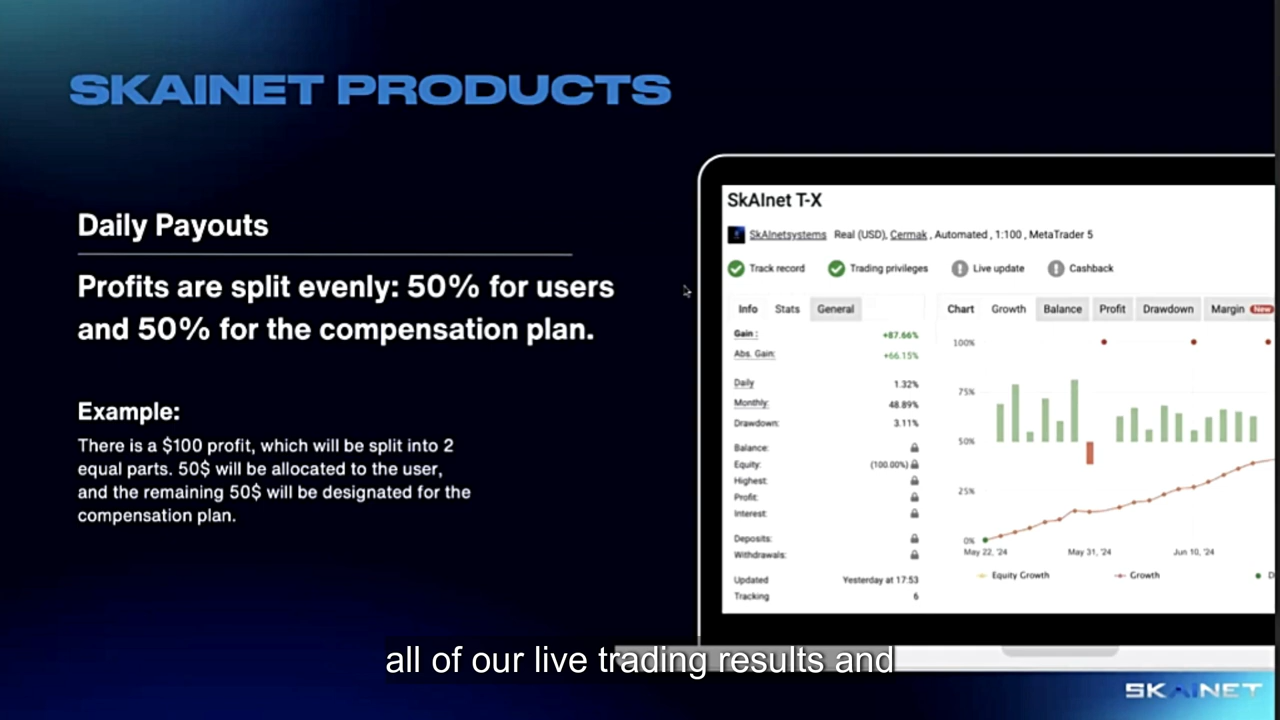 SKAINET PRODUCTS
Daily Payouts
Profits are split evenly: 50% for users
and 50% for the compensation plan.
Example:
There is a $100 profit, which will be split into 2
equal parts. 50$ will be allocated to the user,
and the remaining 50$ will be designated for the
compensation plan.
SkAInet T-X
SkAInetsystems Real (USD), Cermak , Automated , 1:100 , MetaTrader 5
Track record Trading privileges Live update Cashback
Info Stats General
Gain : +87.66%
Abs. Gain: +66.15%
Daily 1.32%
Monthly: 48.89%
Drawdown: 3.11%
Balance:
Equity: (100.00%)
Highest:
Profit:
Interest:
Deposits:
Withdrawals:
Updated Yesterday at 17:53
Tracking 6
Chart Growth Balance Profit Drawdown Margin New
100%
75%
50%
25%
0%
May 22, '24 May 31, '24 Jun 10, '24
Equity Growth Growth D
all of our live trading results and
SKAINET